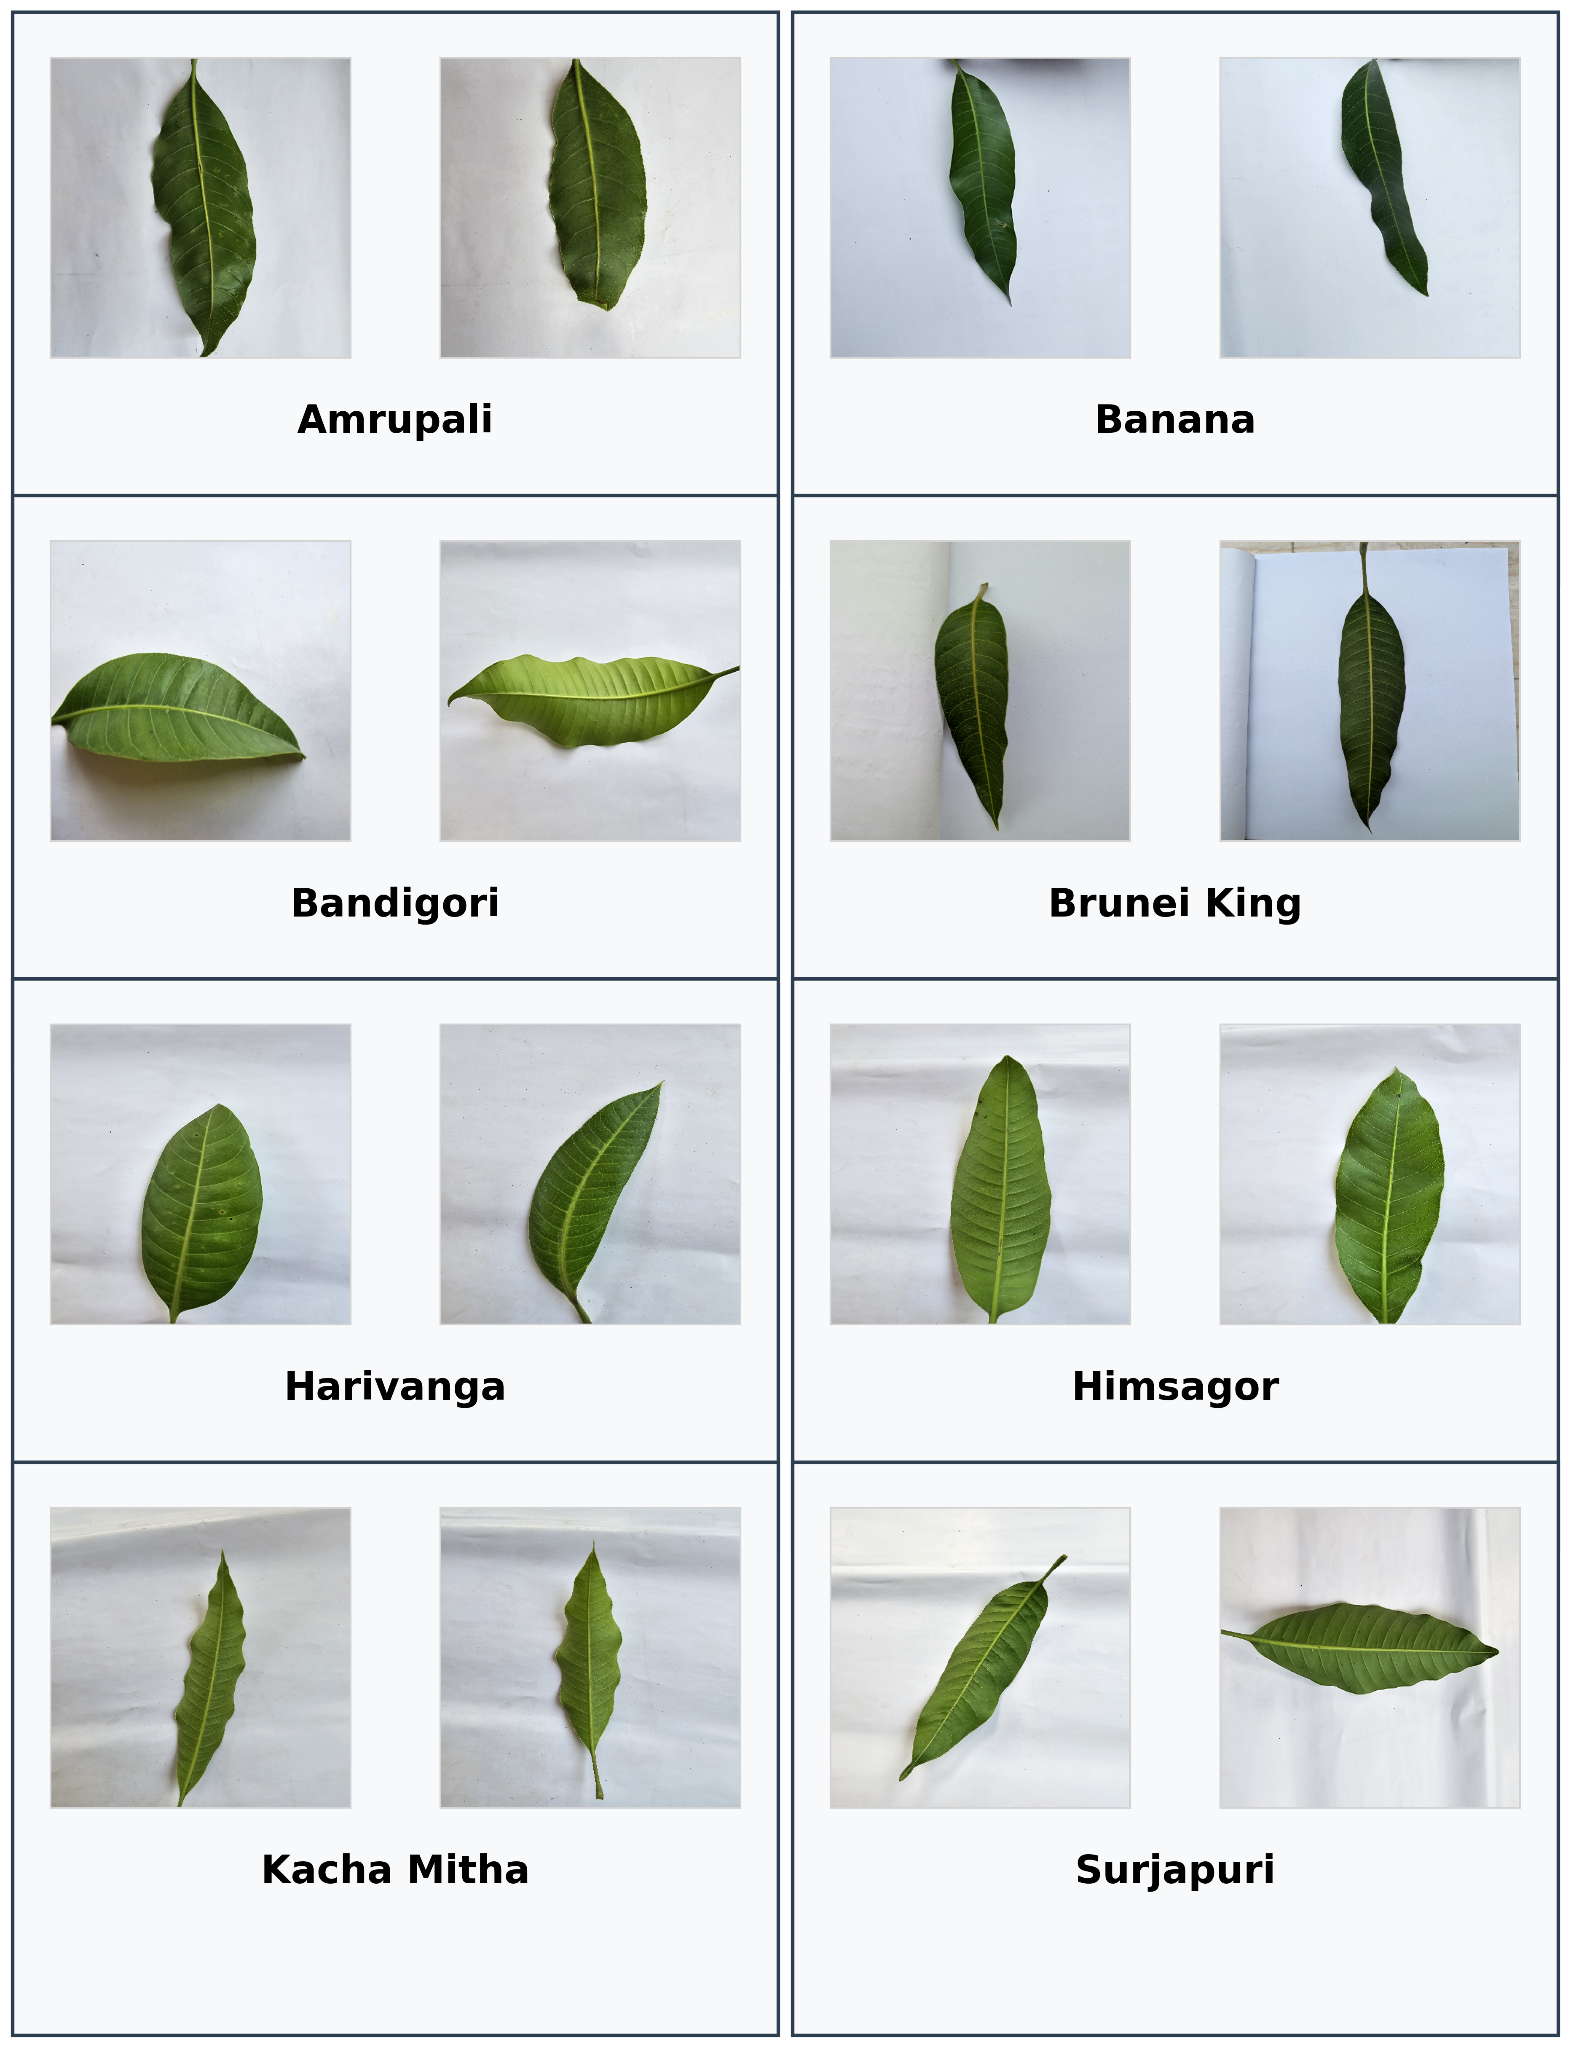 Amrupali
Banana
Bandigori
Brunei King
Harivanga
Himsagor
Kacha Mitha
Surjapuri